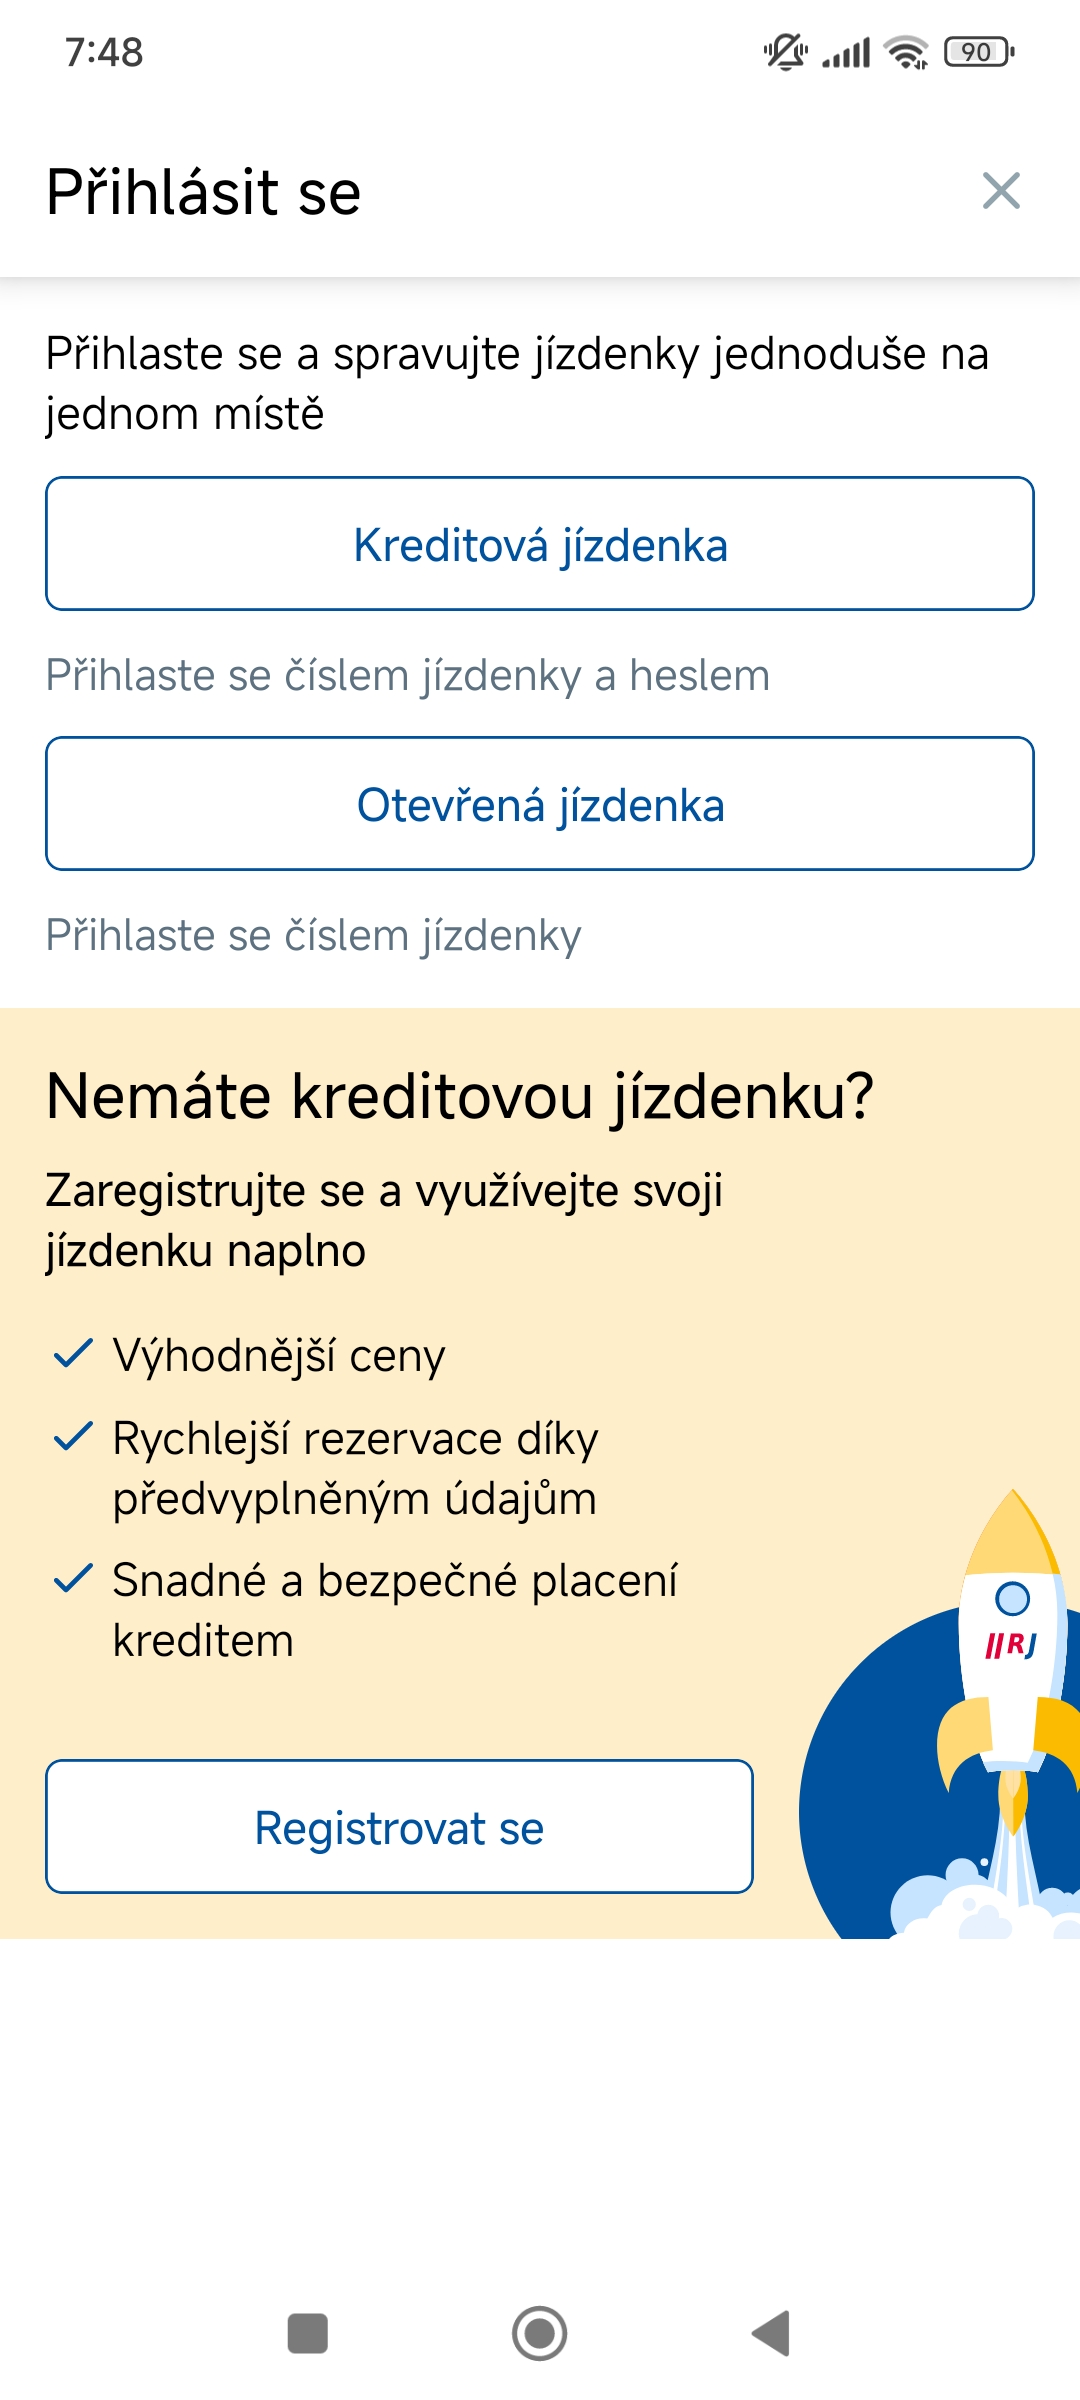 7:48
90
Přihlásit se
Přihlaste se a spravujte jízdenky jednoduše na
jednom místě
Kreditová jízdenka
Přihlaste se číslem jízdenky a heslem
Otevřená jízdenka
Přihlaste se číslem jízdenky
Nemáte kreditovou jízdenku?
Zaregistrujte se a využívejte svoji
jízdenku naplno
Výhodnější ceny
Rychlejší rezervace díky
předvyplněným údajům
Snadné a bezpečné placení
kreditem
RJ
Registrovat se